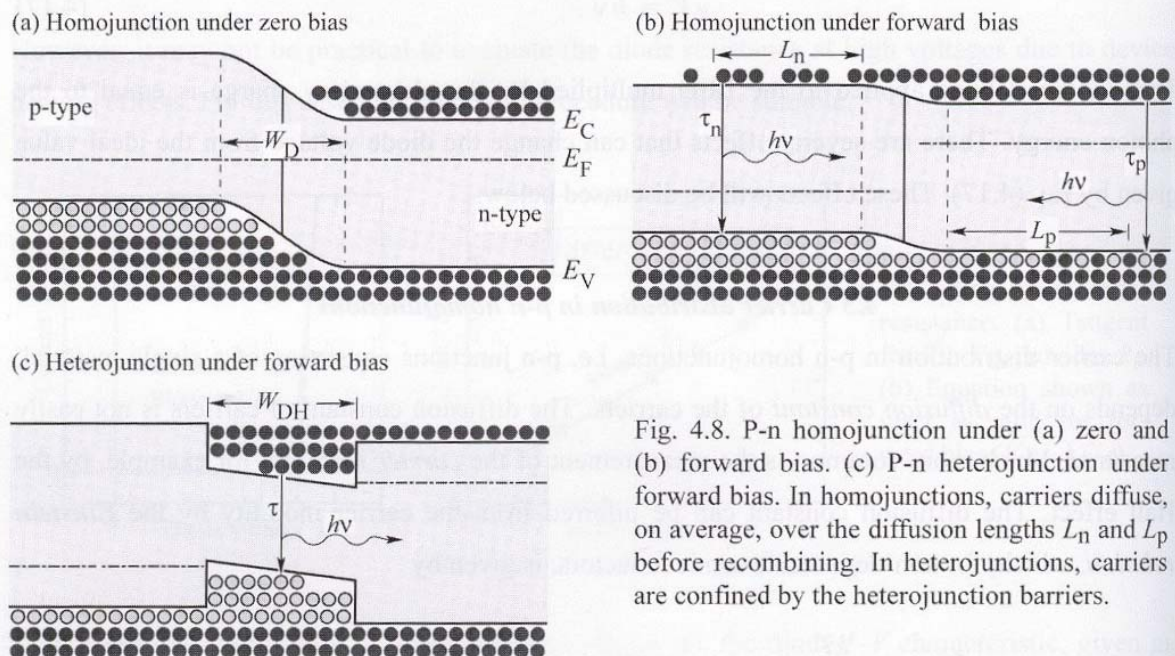 (a) Homojunction under zero bias
p-type
W_D
E_C
E_F
n-type
E_V
(b) Homojunction under forward bias
L_n
τ_n
hν
τ_p
hν
L_p
(c) Heterojunction under forward bias
W_DH
τ
hν
Fig. 4.8. P-n homojunction under (a) zero and
(b) forward bias. (c) P-n heterojunction under
forward bias. In homojunctions, carriers diffuse,
on average, over the diffusion lengths L_n and L_p
before recombining. In heterojunctions, carriers
are confined by the heterojunction barriers.